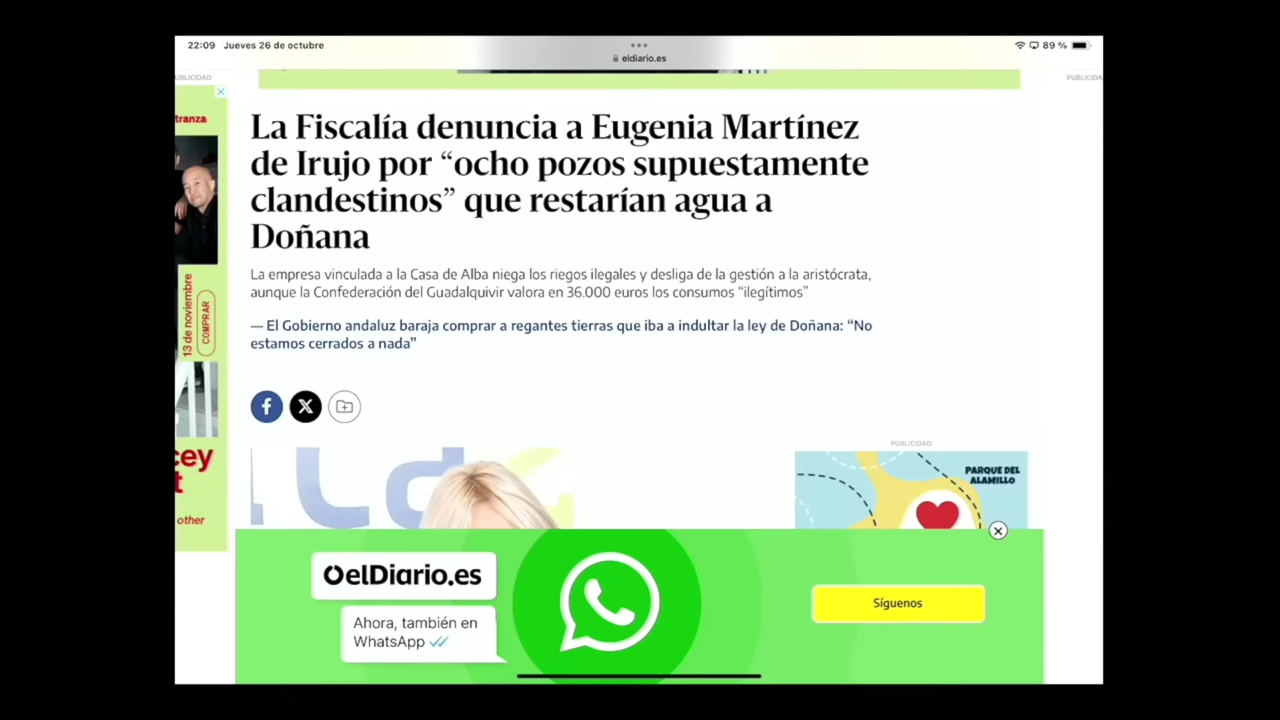 22:09 Jueves 26 de octubre
eldiario.es
89 %
PUBLICIDAD
tranza
13 de noviembre
COMPRAR
cey
t
other
La Fiscalía denuncia a Eugenia Martínez
de Irujo por “ocho pozos supuestamente
clandestinos” que restarían agua a
Doñana
La empresa vinculada a la Casa de Alba niega los riegos ilegales y desliga de la gestión a la aristócrata,
aunque la Confederación del Guadalquivir valora en 36.000 euros los consumos “ilegítimos”
— El Gobierno andaluz baraja comprar a regantes tierras que iba a indultar la ley de Doñana: “No
estamos cerrados a nada”
PUBLICIDAD
PARQUE DEL
ALAMILLO
elDiario.es
Ahora, también en
WhatsApp
Síguenos